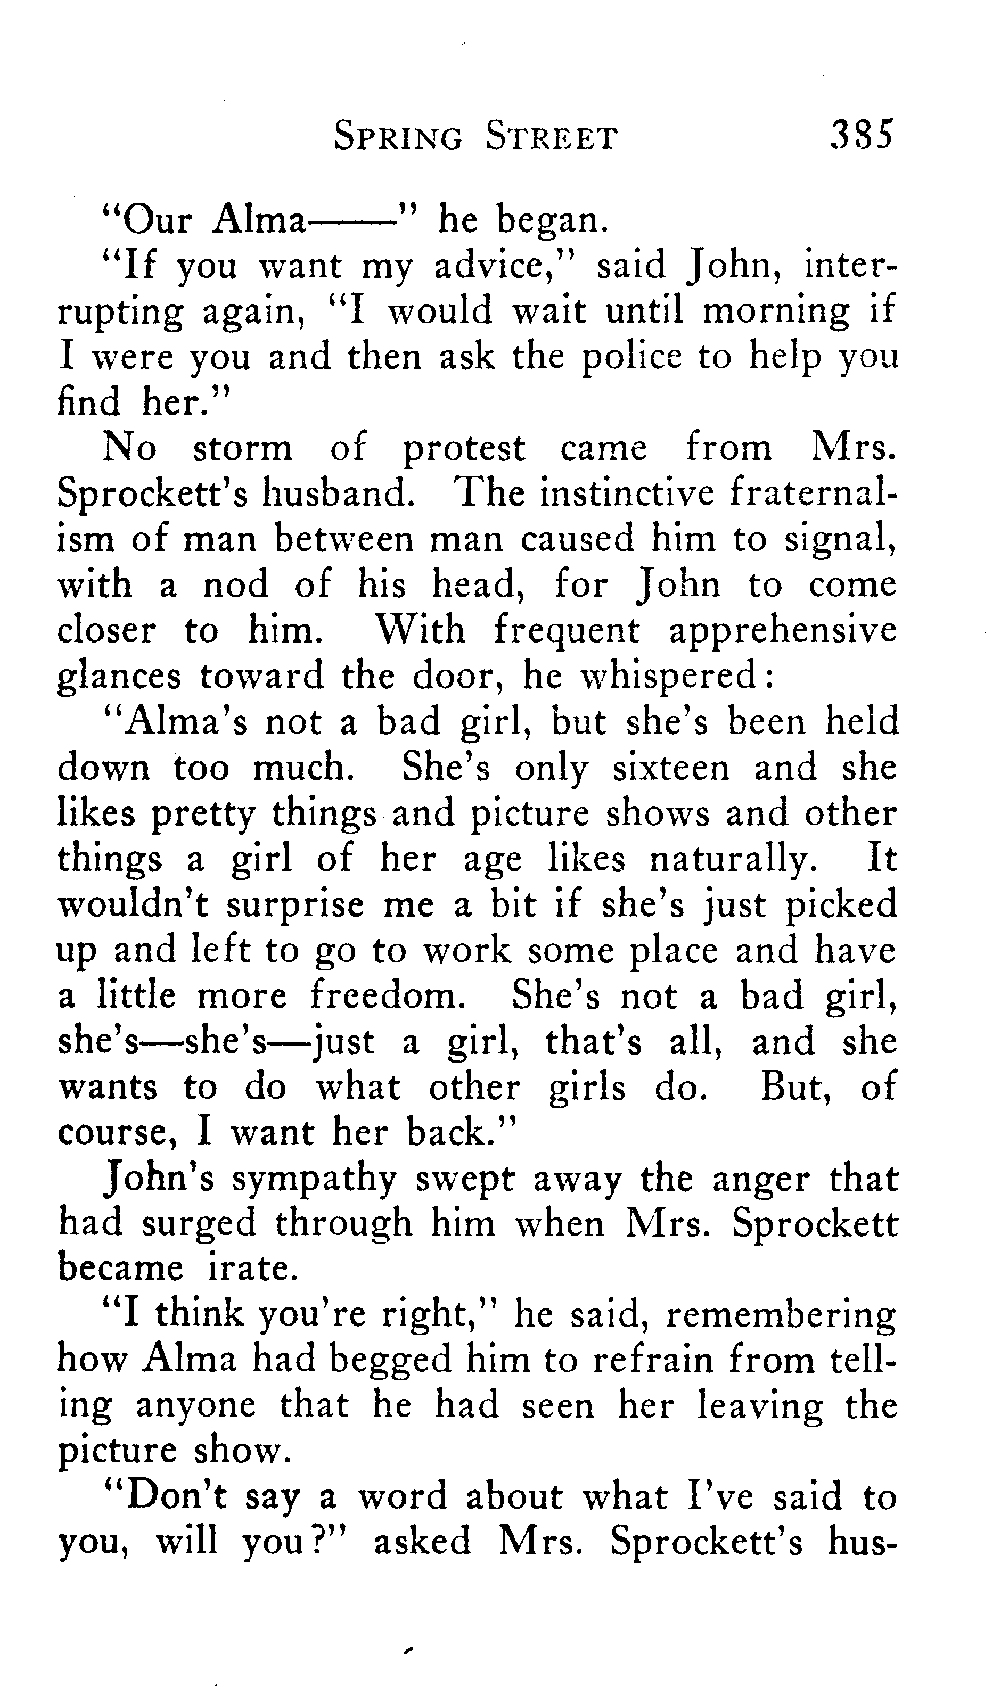 SPRING STREET 385
"Our Alma——" he began.
"If you want my advice," said John, inter-
rupting again, "I would wait until morning if
I were you and then ask the police to help you
find her."
No storm of protest came from Mrs.
Sprockett's husband. The instinctive fraternal-
ism of man between man caused him to signal,
with a nod of his head, for John to come
closer to him. With frequent apprehensive
glances toward the door, he whispered:
"Alma's not a bad girl, but she's been held
down too much. She's only sixteen and she
likes pretty things and picture shows and other
things a girl of her age likes naturally. It
wouldn't surprise me a bit if she's just picked
up and left to go to work some place and have
a little more freedom. She's not a bad girl,
she's—she's—just a girl, that's all, and she
wants to do what other girls do. But, of
course, I want her back."
John's sympathy swept away the anger that
had surged through him when Mrs. Sprockett
became irate.
"I think you're right," he said, remembering
how Alma had begged him to refrain from tell-
ing anyone that he had seen her leaving the
picture show.
"Don't say a word about what I've said to
you, will you?" asked Mrs. Sprockett's hus-